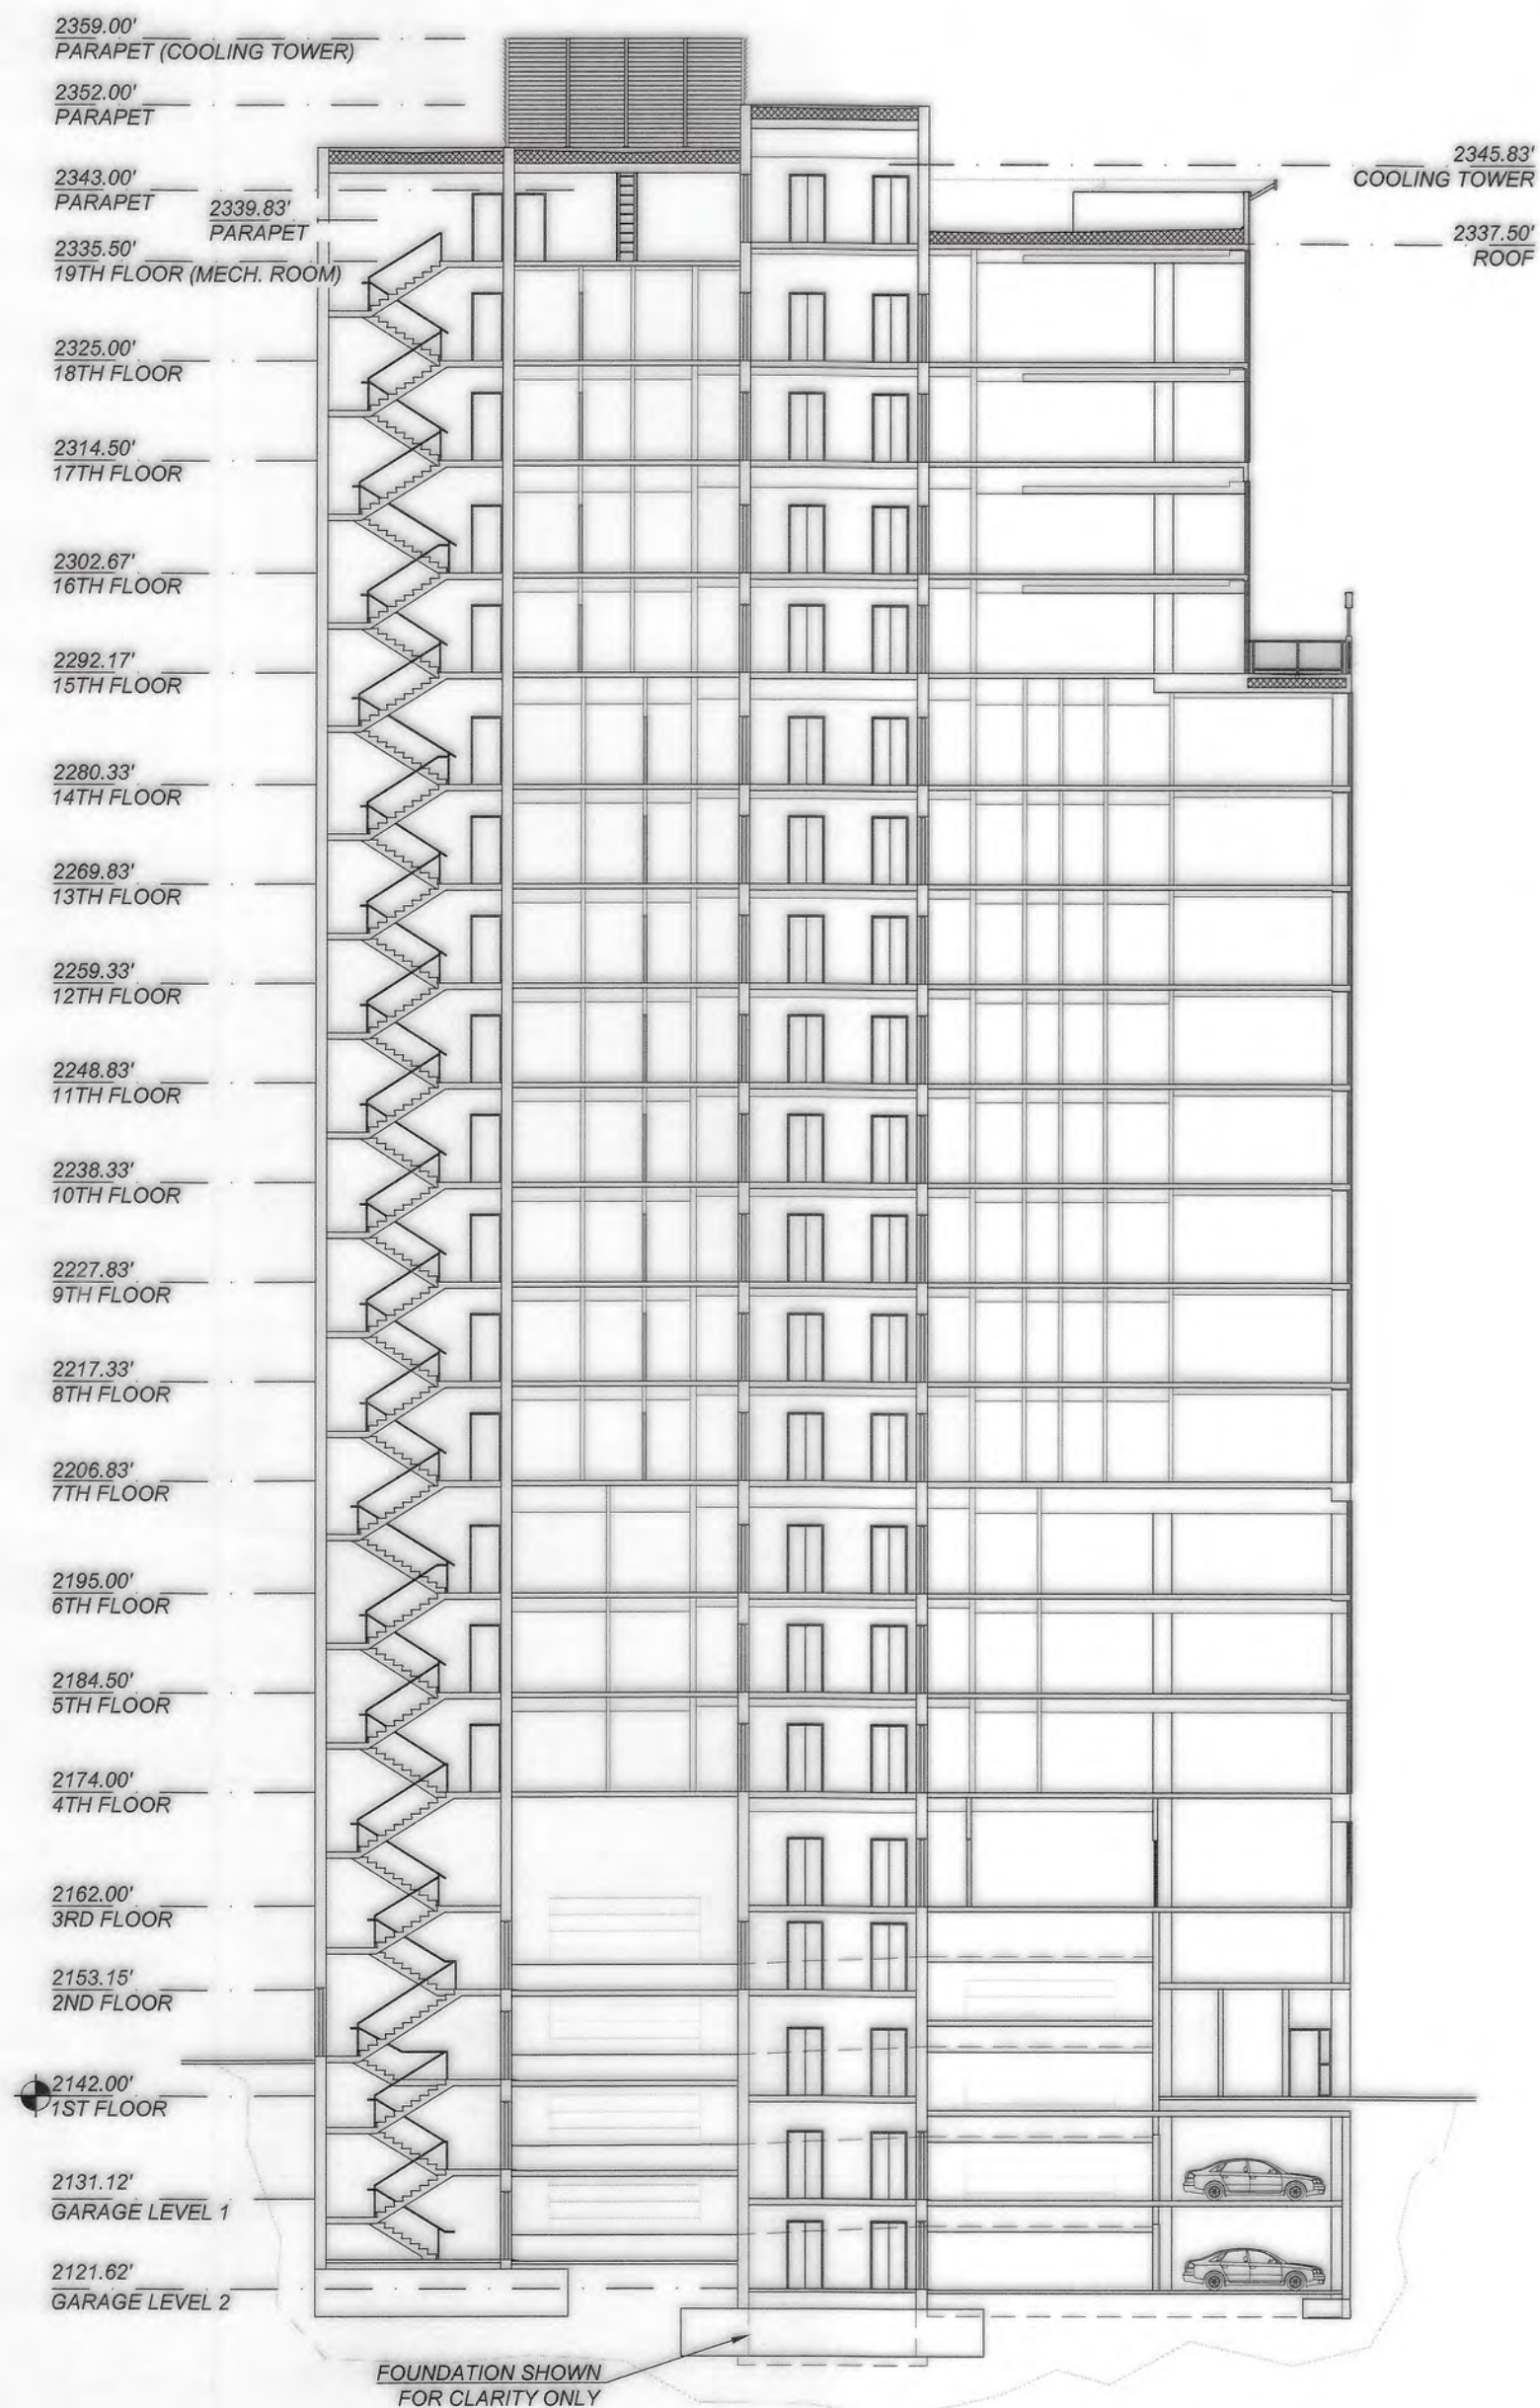 2359.00'
PARAPET (COOLING TOWER)
2352.00'
PARAPET
2345.83'
COOLING TOWER
2343.00'
PARAPET
2339.83'
PARAPET
2337.50'
ROOF
2335.50'
19TH FLOOR (MECH. ROOM)
2325.00'
18TH FLOOR
2314.50'
17TH FLOOR
2302.67'
16TH FLOOR
2292.17'
15TH FLOOR
2280.33'
14TH FLOOR
2269.83'
13TH FLOOR
2259.33'
12TH FLOOR
2248.83'
11TH FLOOR
2238.33'
10TH FLOOR
2227.83'
9TH FLOOR
2217.33'
8TH FLOOR
2206.83'
7TH FLOOR
2195.00'
6TH FLOOR
2184.50'
5TH FLOOR
2174.00'
4TH FLOOR
2162.00'
3RD FLOOR
2153.15'
2ND FLOOR
2142.00'
1ST FLOOR
2131.12'
GARAGE LEVEL 1
2121.62'
GARAGE LEVEL 2
FOUNDATION SHOWN
FOR CLARITY ONLY